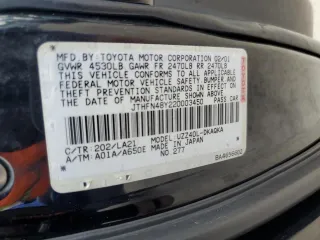 MFD BY: TOYOTA MOTOR CORPORATION 02/01
GVWR 4530LB GAWR FR 2470LB RR 2470LB
THIS VEHICLE CONFORMS TO ALL APPLICABLE
FEDERAL MOTOR VEHICLE SAFETY, BUMPER, AND
THEFT PREVENTION STANDARDS IN EFFECT ON
THE DATE OF MANUFACTURE SHOWN ABOVE.
JTHFN48Y220003450 PASS. CAR
C/TR:202/LA21 UZZ40L-DKAQKA
A/TM:A01A/A650E MADE IN JAPAN
NO.277
TOYOTA